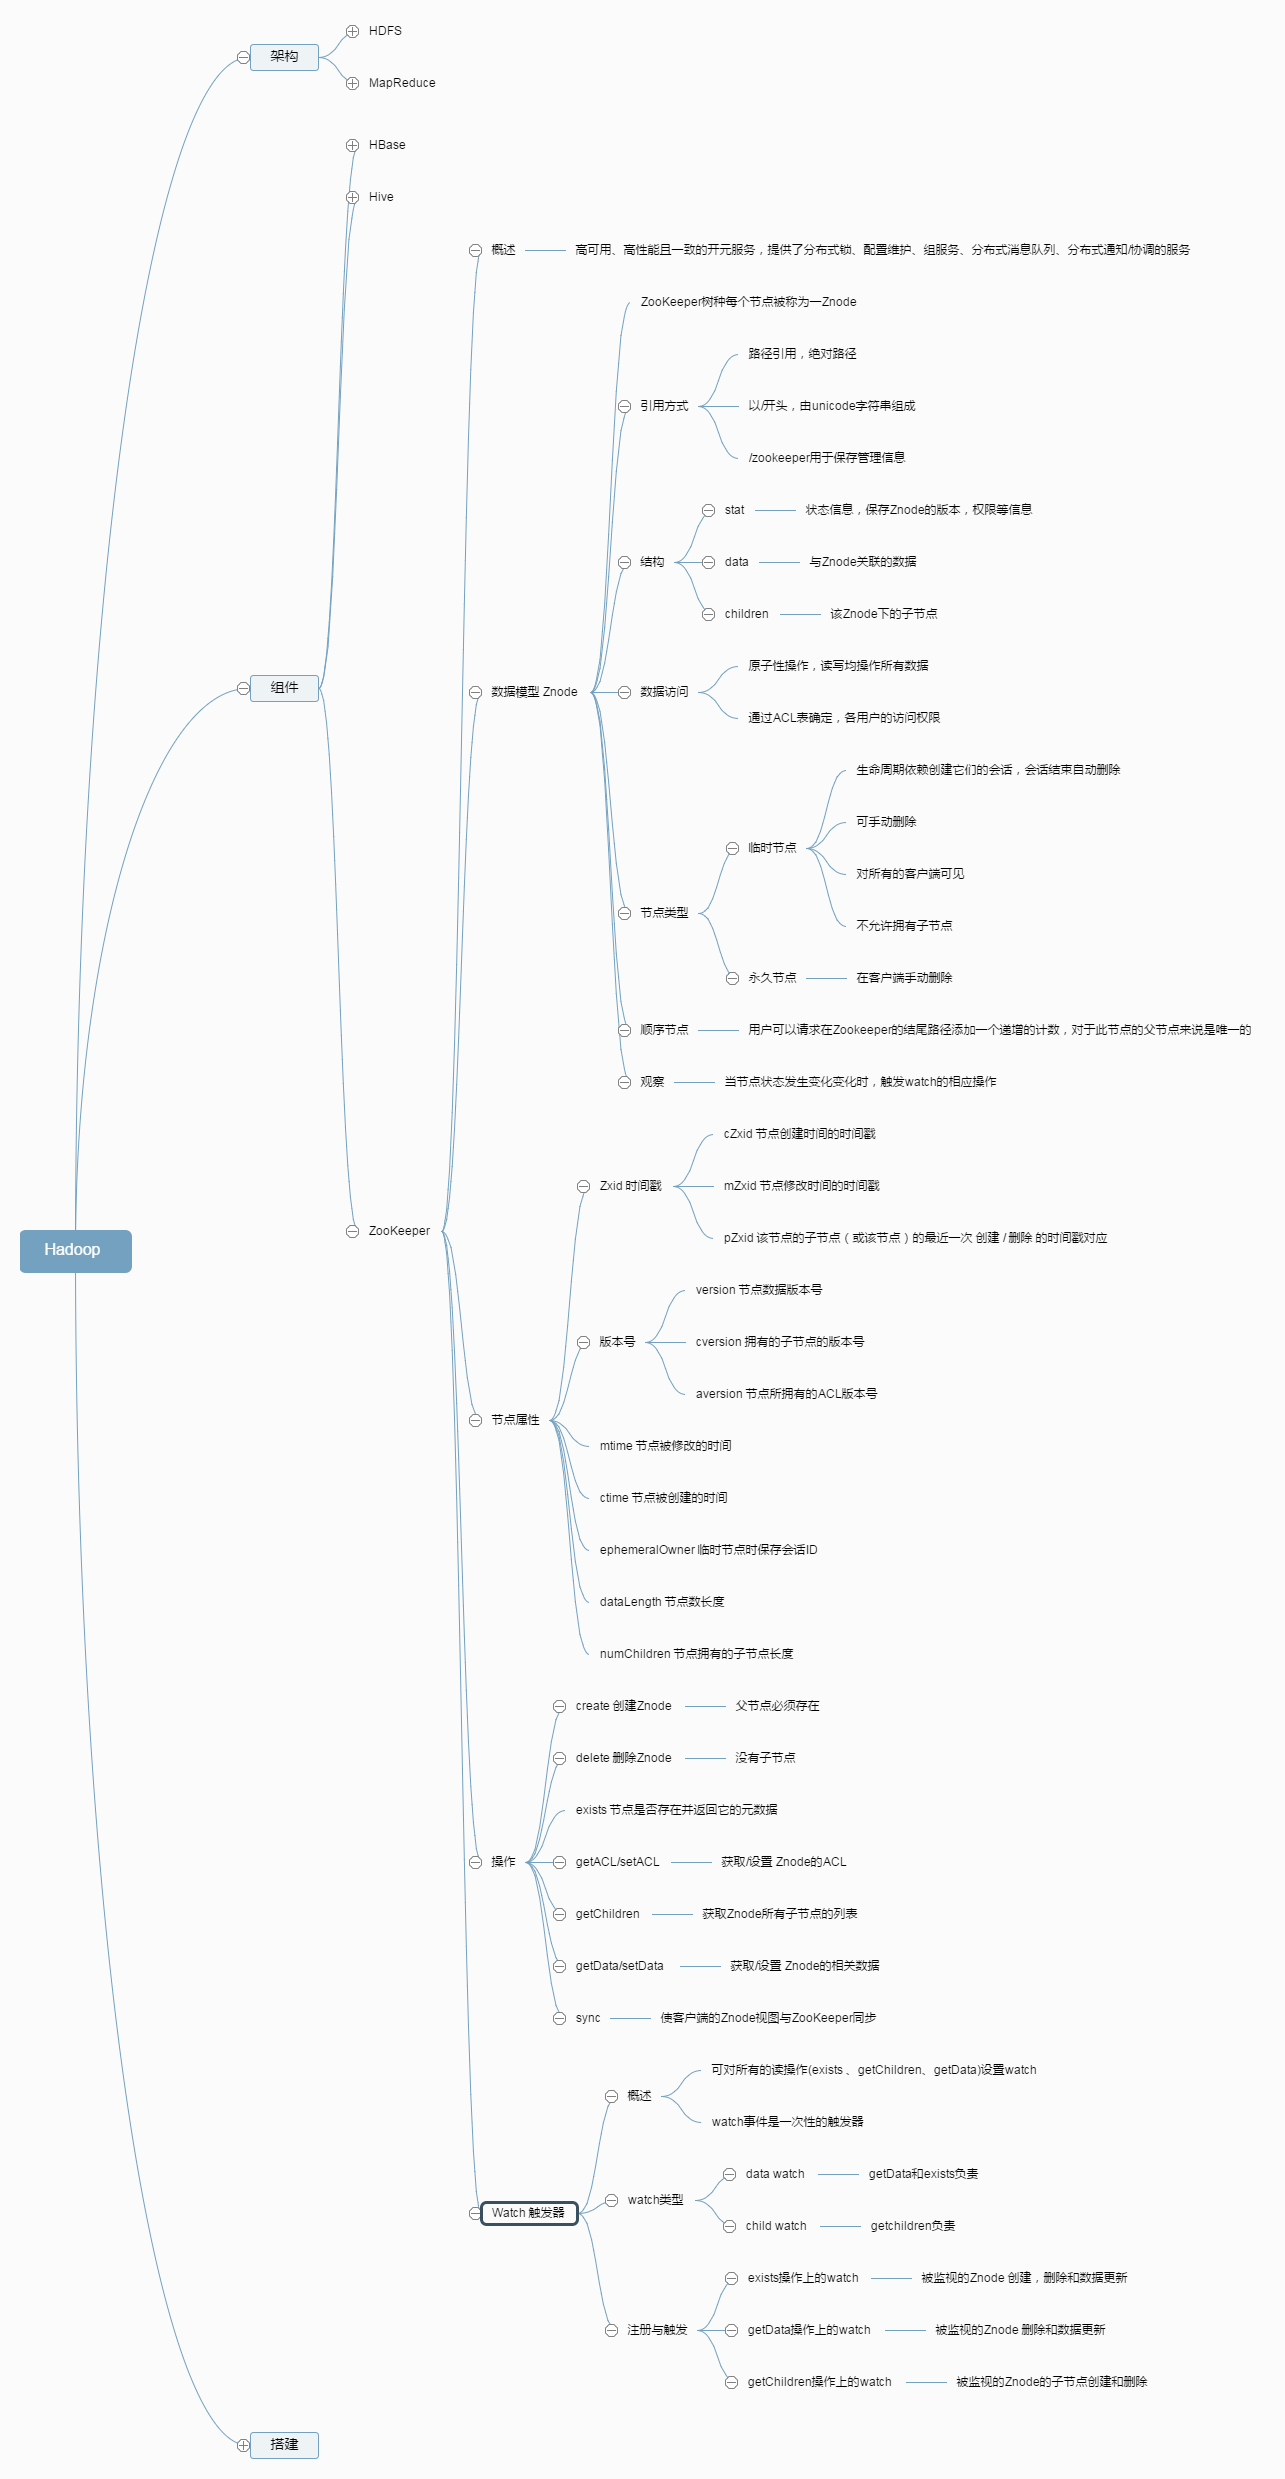 HDFS
架构
MapReduce
HBase
Hive
概述
高可用、高性能且一致的开元服务，提供了分布式锁、配置维护、组服务、分布式消息队列、分布式通知/协调的服务
ZooKeeper树种每个节点被称为一Znode
路径引用，绝对路径
引用方式
以/开头，由unicode字符串组成
/zookeeper用于保存管理信息
stat
状态信息，保存Znode的版本，权限等信息
结构
data
与Znode关联的数据
children
该Znode下的子节点
原子性操作，读写均操作所有数据
组件
数据模型 Znode
数据访问
通过ACL表确定，各用户的访问权限
生命周期依赖创建它们的会话，会话结束自动删除
可手动删除
临时节点
对所有的客户端可见
节点类型
不允许拥有子节点
永久节点
在客户端手动删除
顺序节点
用户可以请求在Zookeeper的结尾路径添加一个递增的计数，对于此节点的父节点来说是唯一的
观察
当节点状态发生变化变化时，触发watch的相应操作
cZxid 节点创建时间的时间戳
Zxid 时间戳
mZxid 节点修改时间的时间戳
ZooKeeper
pZxid 该节点的子节点（或该节点）的最近一次 创建 / 删除 的时间戳对应
Hadoop
version 节点数据版本号
版本号
cversion 拥有的子节点的版本号
aversion 节点所拥有的ACL版本号
节点属性
mtime 节点被修改的时间
ctime 节点被创建的时间
ephemeralOwner 临时节点时保存会话ID
dataLength 节点数长度
numChildren 节点拥有的子节点长度
create 创建Znode
父节点必须存在
delete 删除Znode
没有子节点
exists 节点是否存在并返回它的元数据
操作
getACL/setACL
获取/设置 Znode的ACL
getChildren
获取Znode所有子节点的列表
getData/setData
获取/设置 Znode的相关数据
sync
使客户端的Znode视图与ZooKeeper同步
可对所有的读操作(exists 、getChildren、getData)设置watch
概述
watch事件是一次性的触发器
data watch
getData和exists负责
watch类型
Watch 触发器
child watch
getchildren负责
exists操作上的watch
被监视的Znode 创建，删除和数据更新
注册与触发
getData操作上的watch
被监视的Znode 删除和数据更新
getChildren操作上的watch
被监视的Znode的子节点创建和删除
搭建